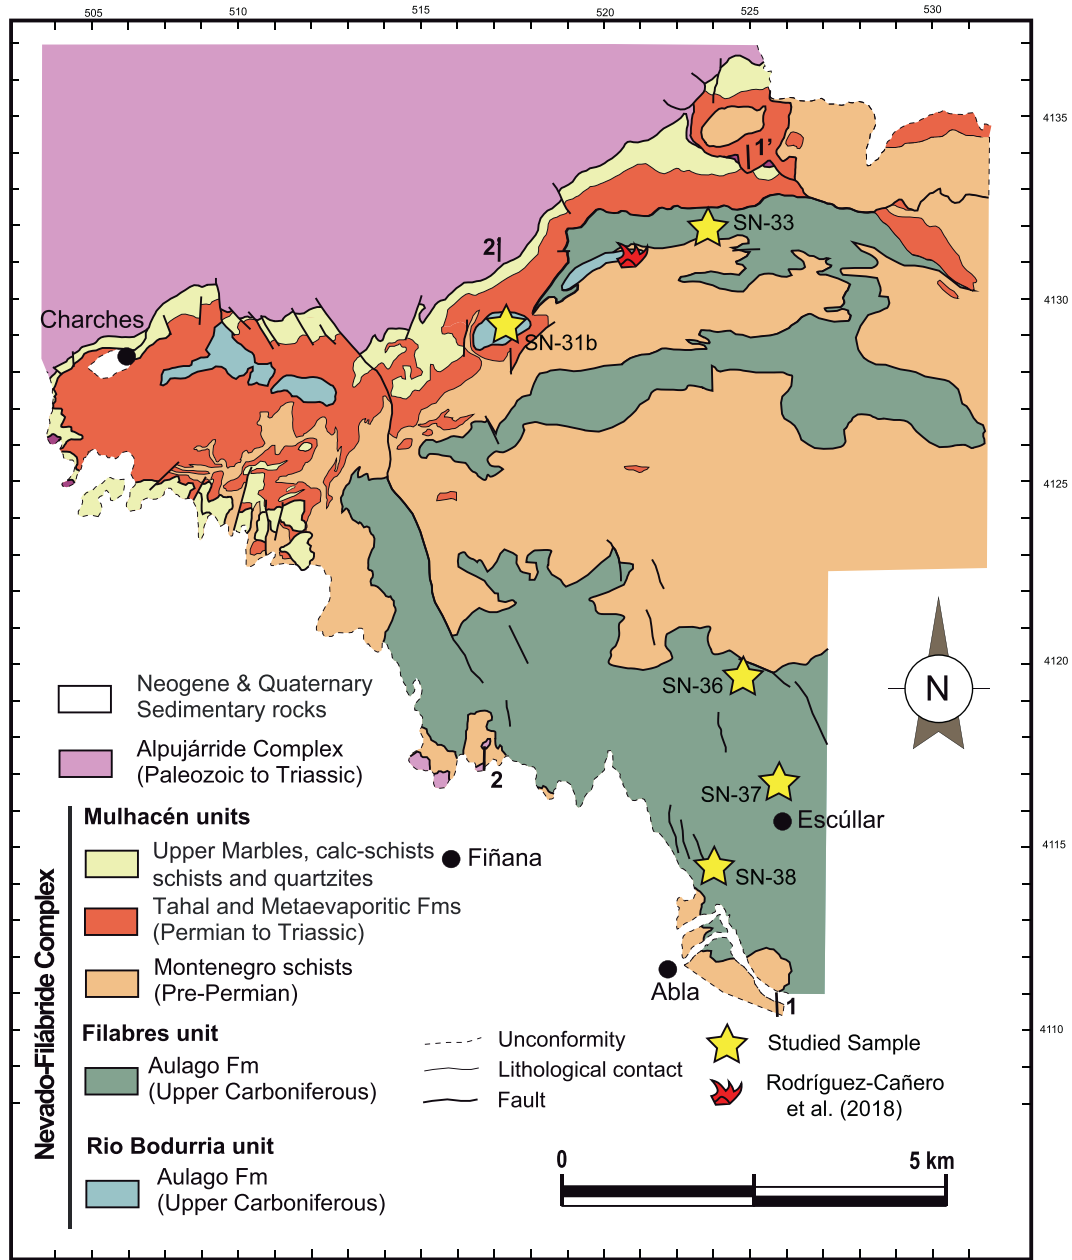 505
510
515
520
525
530
4135
1’
SN-33
2'
4130
Charches
SN-31b
4125
4120
SN-36
N
Neogene & Quaternary
Sedimentary rocks
Alpujárride Complex
(Paleozoic to Triassic)
2
SN-37
Escúllar
4115
SN-38
Nevado-Filábride Complex
Mulhacén units
Upper Marbles, calc-schists
schists and quartzites
Fiñana
Tahal and Metaevaporitic Fms
(Permian to Triassic)
Montenegro schists
(Pre-Permian)
Abla
1
4110
Filabres unit
Aulago Fm
(Upper Carboniferous)
Unconformity
Lithological contact
Fault
Studied Sample
Rodríguez-Cañero
et al. (2018)
Rio Bodurria unit
Aulago Fm
(Upper Carboniferous)
0
5 km